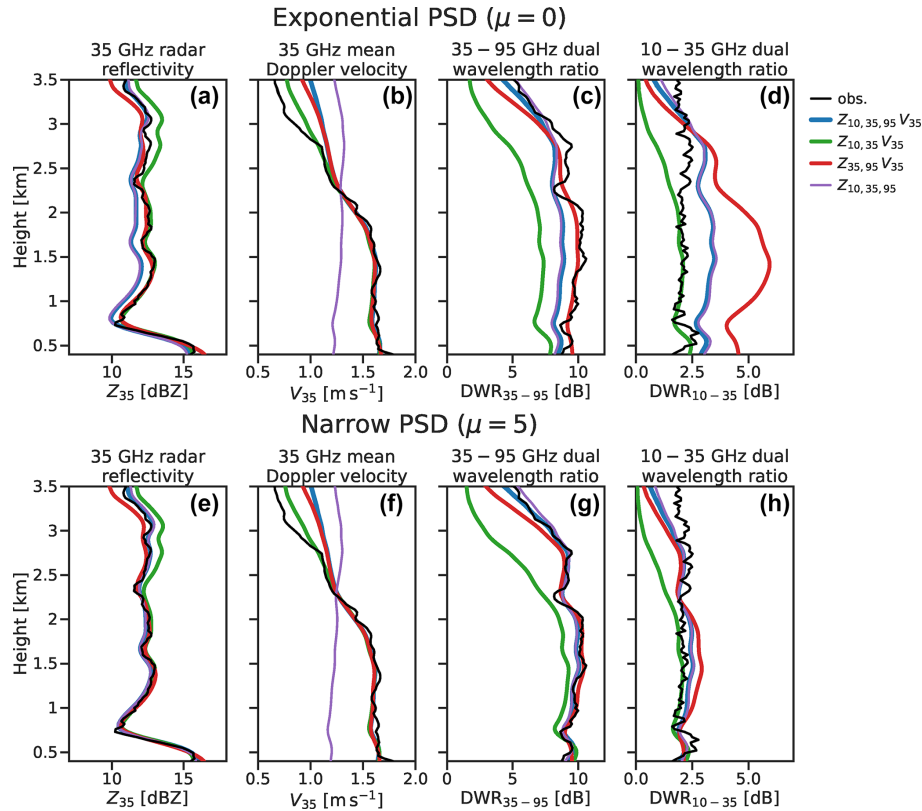 Exponential PSD (μ = 0)
35 GHz radar reflectivity
35 GHz mean Doppler velocity
35 − 95 GHz dual wavelength ratio
10 − 35 GHz dual wavelength ratio
(a)
(b)
(c)
(d)
3.5
3
2.5
2
1.5
1
0.5
Height [km]
10 15
Z35 [dBZ]
0.5 1.0 1.5 2.0
V35 [m s−1]
0 5 10
DWR35−95 [dB]
0.0 2.5 5.0
DWR10−35 [dB]
obs.
Z10,35,95V35
Z10,35V35
Z35,95V35
Z10,35,95
Narrow PSD (μ = 5)
35 GHz radar reflectivity
35 GHz mean Doppler velocity
35 − 95 GHz dual wavelength ratio
10 − 35 GHz dual wavelength ratio
(e)
(f)
(g)
(h)
3.5
3
2.5
2
1.5
1
0.5
Height [km]
10 15
Z35 [dBZ]
0.5 1.0 1.5 2.0
V35 [m s−1]
0 5 10
DWR35−95 [dB]
0.0 2.5 5.0
DWR10−35 [dB]